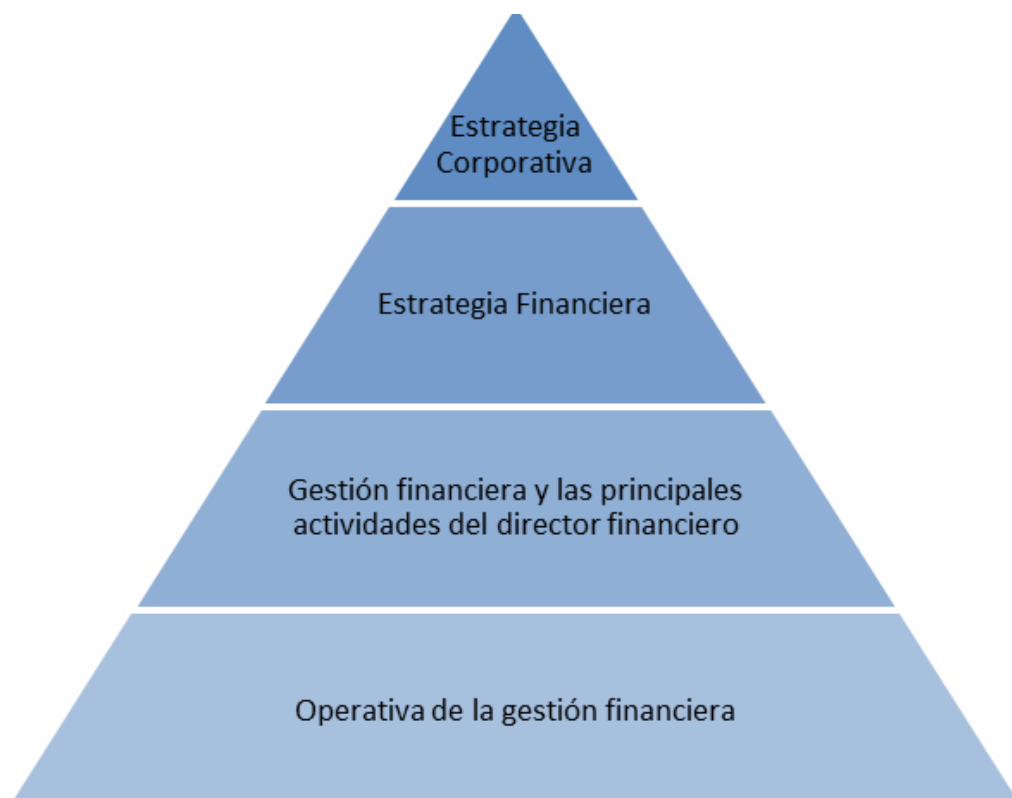 Estrategia
Corporativa
Estrategia Financiera
Gestión financiera y las principales
actividades del director financiero
Operativa de la gestión financiera